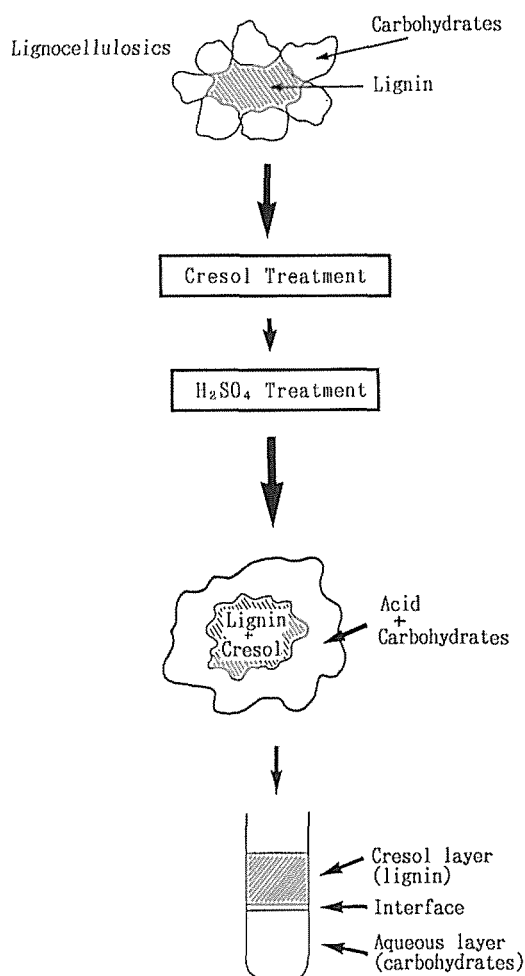 Lignocellulosics
Carbohydrates
Lignin
Cresol Treatment
H₂SO₄ Treatment
Lignin
+
Cresol
Acid
+
Carbohydrates
Cresol layer
(lignin)
Interface
Aqueous layer
(carbohydrates)